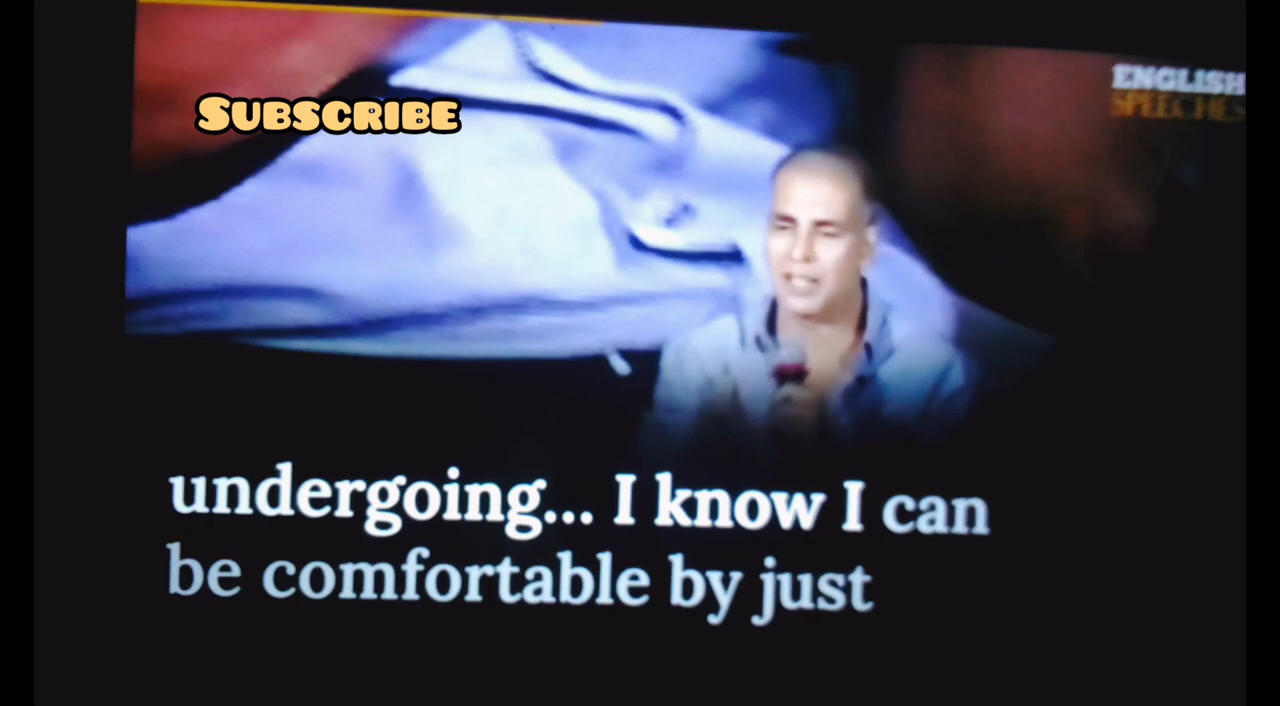 SUBSCRIBE
ENGLISH
SPEECHES
undergoing... I know I can
be comfortable by just